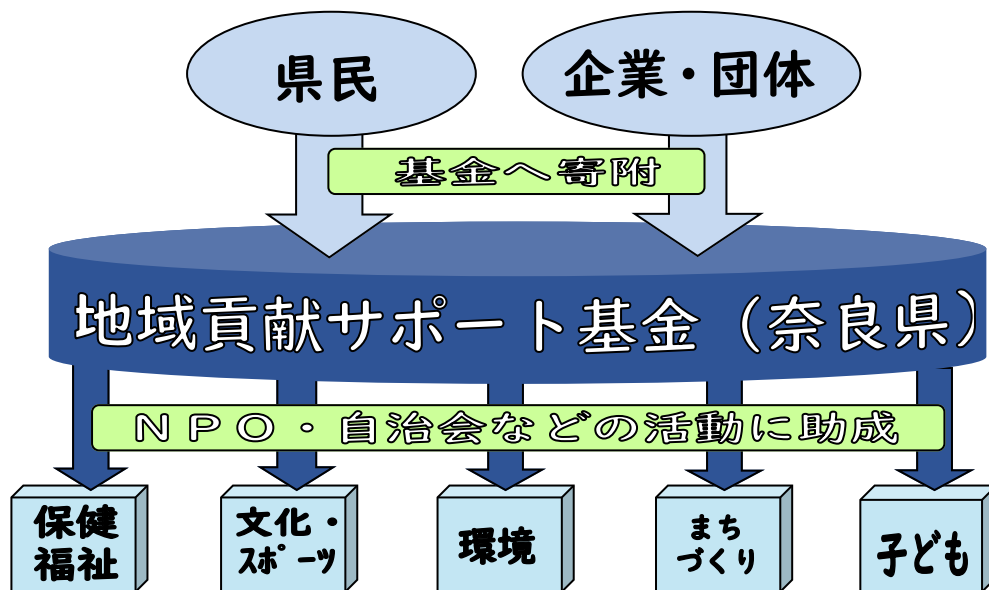 県民
企業・団体
基金へ寄附
地域貢献サポート基金（奈良県）
ＮＰＯ・自治会などの活動に助成
保健
福祉
文化・
ｽﾎﾟｰﾂ
環境
まち
づくり
子ども